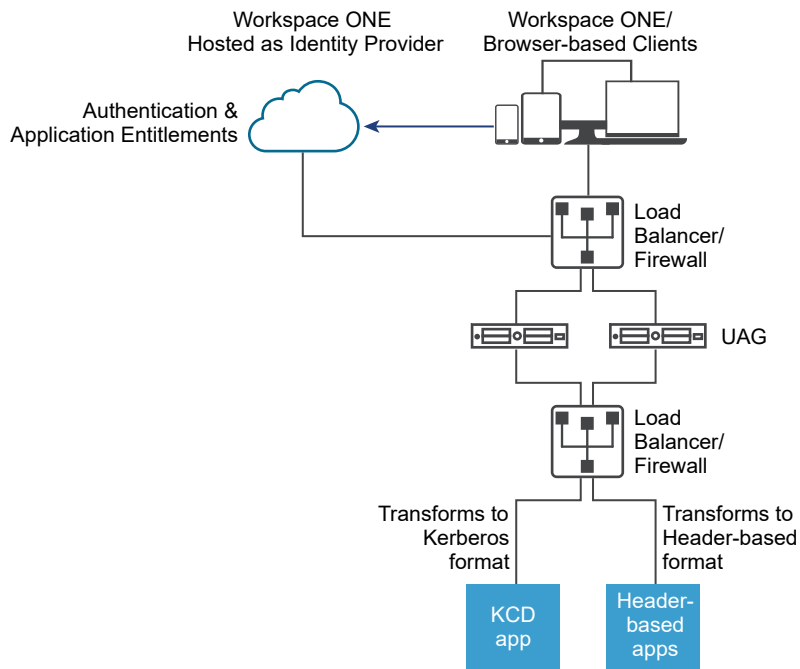 Workspace ONE
Hosted as Identity Provider
Workspace ONE/
Browser-based Clients
Authentication &
Application Entitlements
Load
Balancer/
Firewall
UAG
Load
Balancer/
Firewall
Transforms to
Kerberos
format
Transforms to
Header-based
format
KCD
app
Header-
based
apps